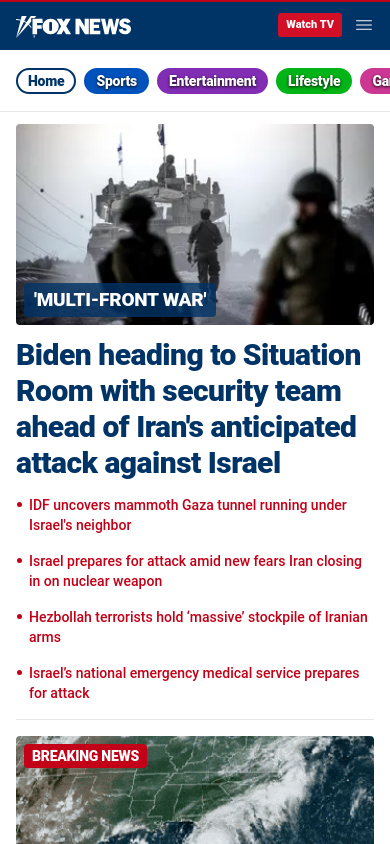 FOX NEWS
Watch TV
Home
Sports
Entertainment
Lifestyle
'MULTI-FRONT WAR'
Biden heading to Situation
Room with security team
ahead of Iran's anticipated
attack against Israel
IDF uncovers mammoth Gaza tunnel running under
Israel's neighbor
Israel prepares for attack amid new fears Iran closing
in on nuclear weapon
Hezbollah terrorists hold ‘massive’ stockpile of Iranian
arms
Israel’s national emergency medical service prepares
for attack
BREAKING NEWS